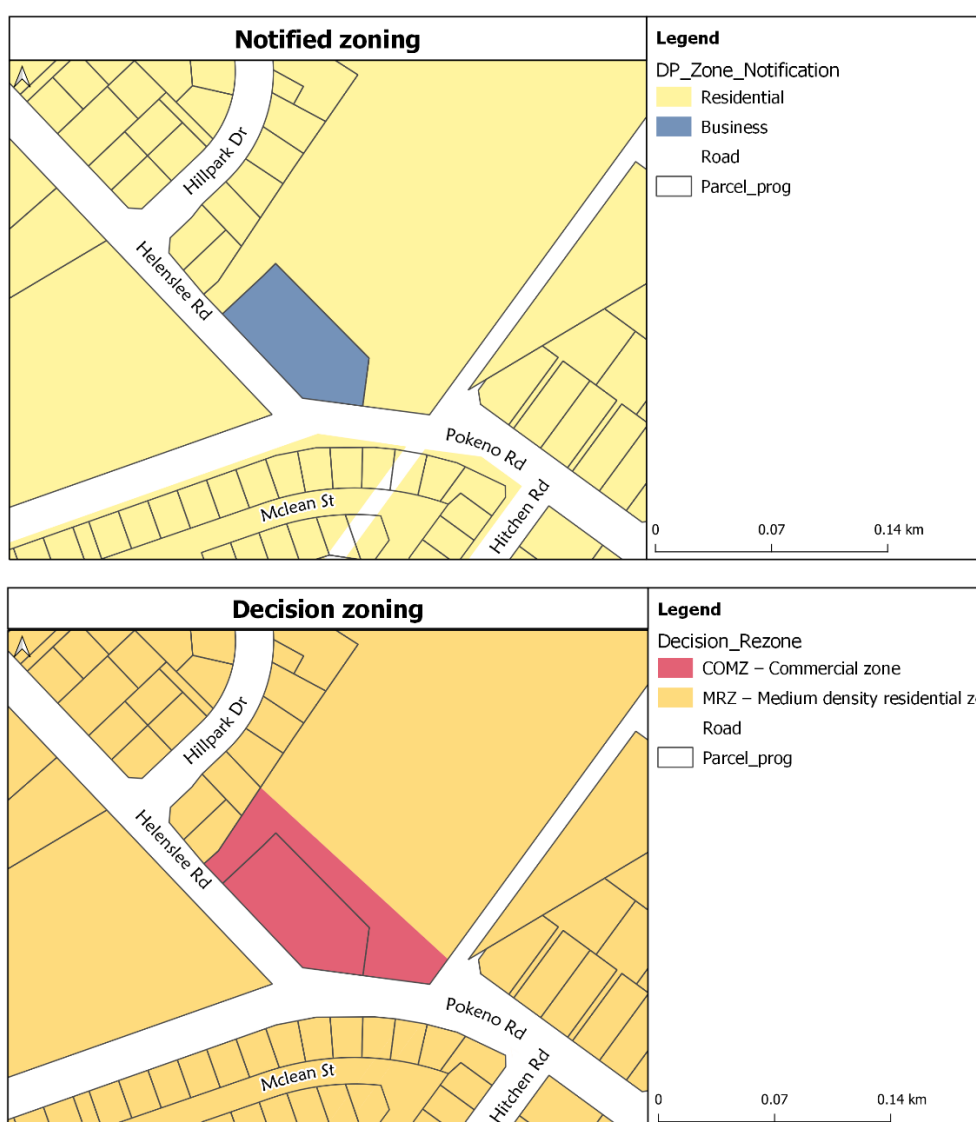 Notified zoning
Legend
DP_Zone_Notification
Residential
Business
Road
Parcel_prog
Hillpark Dr
Helenslee Rd
Pokeno Rd
Mclean St
Hitchen Rd
0 0.07 0.14 km
Decision zoning
Legend
Decision_Rezone
COMZ – Commercial zone
MRZ – Medium density residential z
Road
Parcel_prog
Hillpark Dr
Helenslee Rd
Pokeno Rd
Mclean St
Hitchen Rd
0 0.07 0.14 km